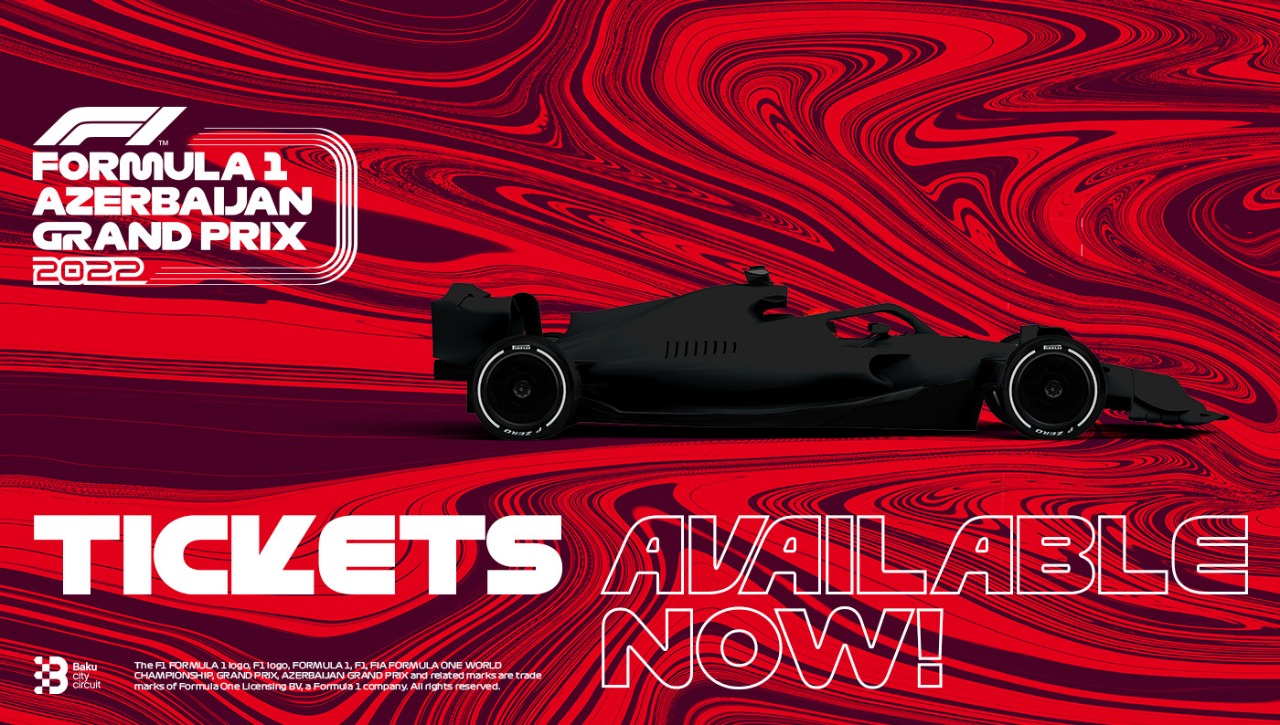 F1 TM
FORMULA 1
AZERBAIJAN
GRAND PRIX
2022
PIRELLI
P ZERO
PIRELLI
P ZERO
TICKETS AVAILABLE
NOW!
B Baku
city
circuit
The F1 FORMULA 1 logo, F1 logo, FORMULA 1, F1, FIA FORMULA ONE WORLD
CHAMPIONSHIP, GRAND PRIX, AZERBAIJAN GRAND PRIX and related marks are trade
marks of Formula One Licensing BV, a Formula 1 company. All rights reserved.